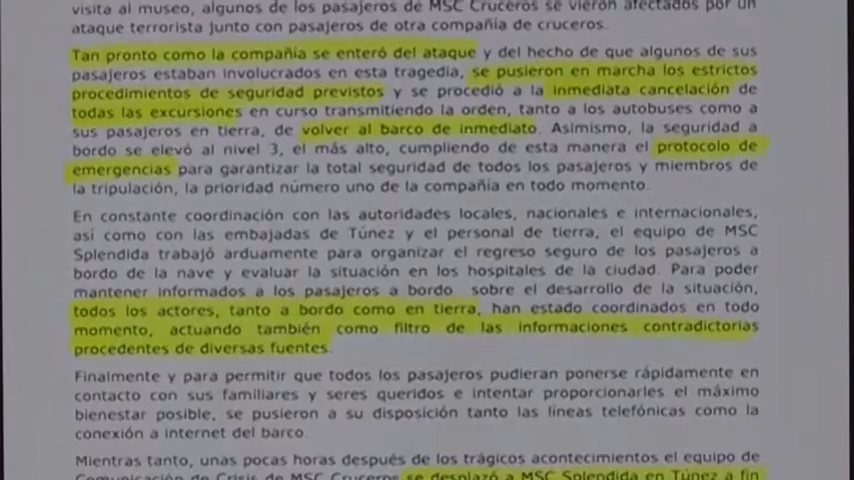 visita al museo, algunos de los pasajeros de MSC Cruceros se vieron afectados por un
ataque terrorista junto con pasajeros de otra compañía de cruceros.
Tan pronto como la compañía se enteró del ataque y del hecho de que algunos de sus
pasajeros estaban involucrados en esta tragedia, se pusieron en marcha los estrictos
procedimientos de seguridad previstos y se procedió a la inmediata cancelación de
todas las excursiones en curso transmitiendo la orden, tanto a los autobuses como a
sus pasajeros en tierra, de volver al barco de inmediato. Asimismo, la seguridad a
bordo se elevó al nivel 3, el más alto, cumpliendo de esta manera el protocolo de
emergencias para garantizar la total seguridad de todos los pasajeros y miembros de
la tripulación, la prioridad número uno de la compañía en todo momento.
En constante coordinación con las autoridades locales, nacionales e internacionales,
así como con las embajadas de Túnez y el personal de tierra, el equipo de MSC
Splendida trabajó arduamente para organizar el regreso seguro de los pasajeros a
bordo de la nave y evaluar la situación en los hospitales de la ciudad. Para poder
mantener informados a los pasajeros a bordo sobre el desarrollo de la situación,
todos los actores, tanto a bordo como en tierra, han estado coordinados en todo
momento, actuando también como filtro de las informaciones contradictorias
procedentes de diversas fuentes.
Finalmente y para permitir que todos los pasajeros pudieran ponerse rápidamente en
contacto con sus familiares y seres queridos e intentar proporcionarles el máximo
bienestar posible, se pusieron a su disposición tanto las líneas telefónicas como la
conexión a internet del barco.
Mientras tanto, unas pocas horas después de los trágicos acontecimientos el equipo de
Comunicación de Crisis de MSC Cruceros se desplazó a MSC Splendida en Túnez a fin